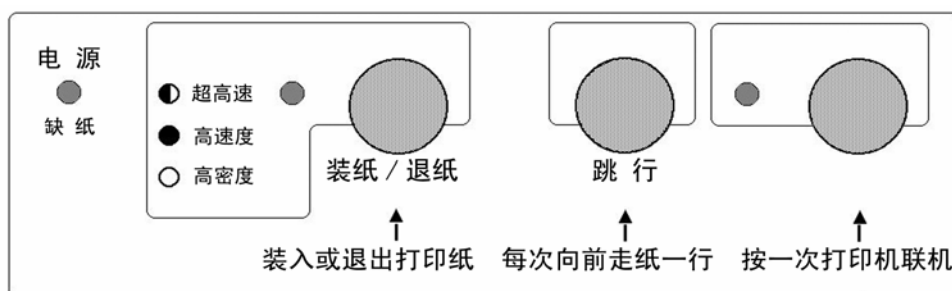 电 源
缺 纸
超高速
高速度
高密度
装纸 / 退纸
跳 行
装入或退出打印纸
每次向前走纸一行
按一次打印机联机